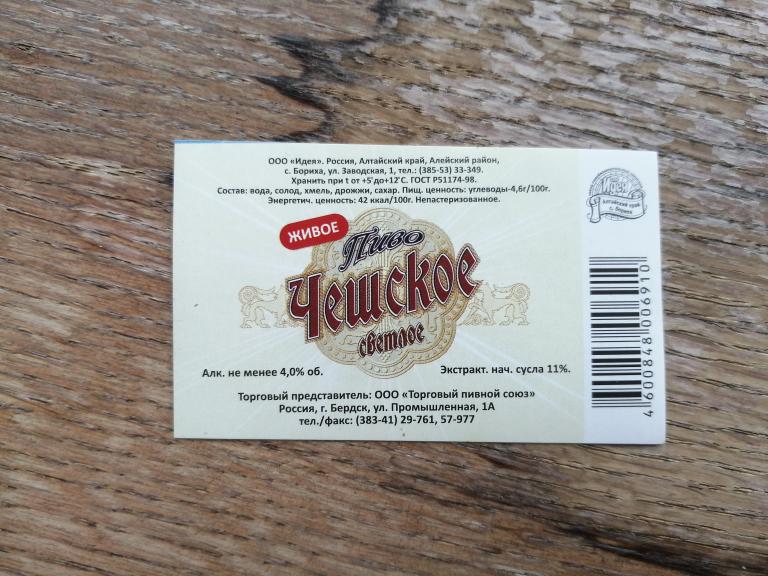 ООО «Идея». Россия, Алтайский край, Алейский район,
с. Бориха, ул. Заводская, 1, тел.: (385-53) 33-349.
Хранить при t от +5°до+12°С. ГОСТ Р51174-98.
Состав: вода, солод, хмель, дрожжи, сахар. Пищ. ценность: углеводы-4,6г/100г.
Энергетич. ценность: 42 ккал/100г. Непастеризованное.
Идея
Алтайский край
с. Бориха
ЖИВОЕ
Пиво
Чешское
светлое
Алк. не менее 4,0% об.
Экстракт. нач. сусла 11%.
Торговый представитель: ООО «Торговый пивной союз»
Россия, г. Бердск, ул. Промышленная, 1А
тел./факс: (383-41) 29-761, 57-977
4600848006910